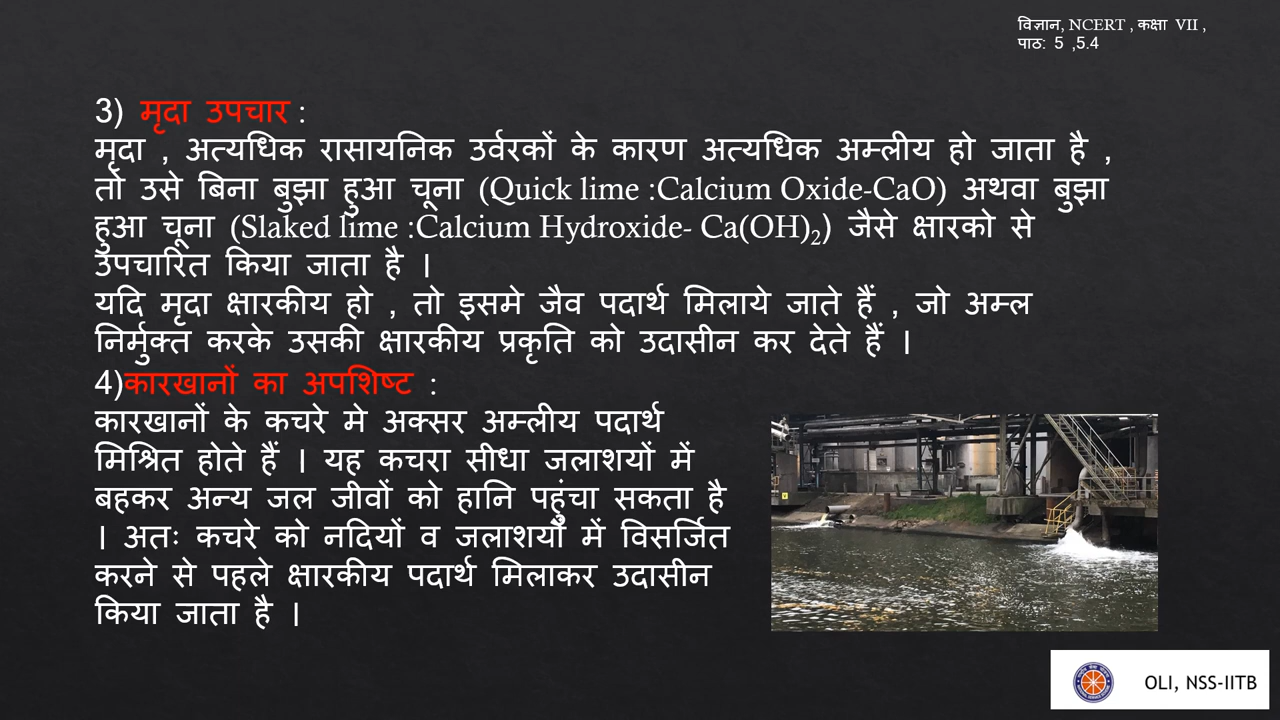 विज्ञान, NCERT , कक्षा VII ,
पाठ: 5 ,5.4
3) मृदा उपचार :
मृदा , अत्यधिक रासायनिक उर्वरकों के कारण अत्यधिक अम्लीय हो जाता है ,
तो उसे बिना बुझा हुआ चूना (Quick lime :Calcium Oxide-CaO) अथवा बुझा
हुआ चूना (Slaked lime :Calcium Hydroxide- Ca(OH)₂) जैसे क्षारको से
उपचारित किया जाता है ।
यदि मृदा क्षारकीय हो , तो इसमे जैव पदार्थ मिलाये जाते हैं , जो अम्ल
निर्मुक्त करके उसकी क्षारकीय प्रकृति को उदासीन कर देते हैं ।
4)कारखानों का अपशिष्ट :
कारखानों के कचरे मे अक्सर अम्लीय पदार्थ
मिश्रित होते हैं । यह कचरा सीधा जलाशयों में
बहकर अन्य जल जीवों को हानि पहुंचा सकता है
। अतः कचरे को नदियों व जलाशयों में विसर्जित
करने से पहले क्षारकीय पदार्थ मिलाकर उदासीन
किया जाता है ।
OLI, NSS-IITB